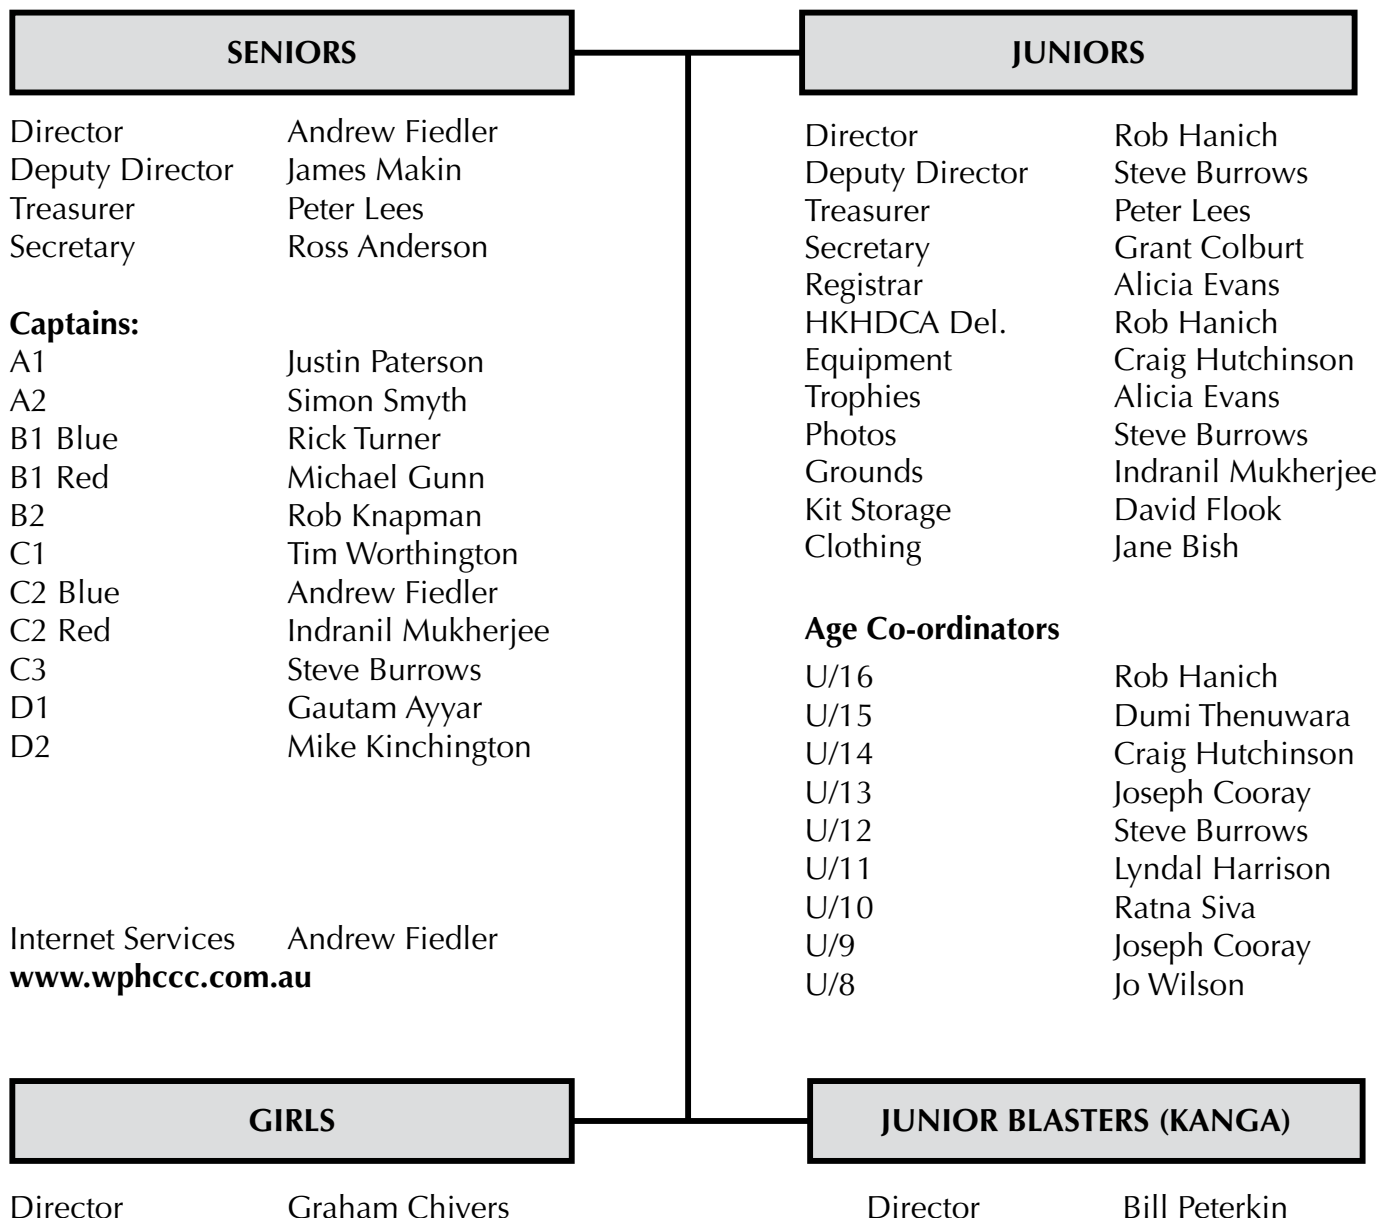 SENIORS
Director Andrew Fiedler
Deputy Director James Makin
Treasurer Peter Lees
Secretary Ross Anderson
Captains:
A1 Justin Paterson
A2 Simon Smyth
B1 Blue Rick Turner
B1 Red Michael Gunn
B2 Rob Knapman
C1 Tim Worthington
C2 Blue Andrew Fiedler
C2 Red Indranil Mukherjee
C3 Steve Burrows
D1 Gautam Ayyar
D2 Mike Kinchington
Internet Services Andrew Fiedler
www.wphccc.com.au
JUNIORS
Director Rob Hanich
Deputy Director Steve Burrows
Treasurer Peter Lees
Secretary Grant Colburt
Registrar Alicia Evans
HKHDCA Del. Rob Hanich
Equipment Craig Hutchinson
Trophies Alicia Evans
Photos Steve Burrows
Grounds Indranil Mukherjee
Kit Storage David Flook
Clothing Jane Bish
Age Co-ordinators
U/16 Rob Hanich
U/15 Dumi Thenuwara
U/14 Craig Hutchinson
U/13 Joseph Cooray
U/12 Steve Burrows
U/11 Lyndal Harrison
U/10 Ratna Siva
U/9 Joseph Cooray
U/8 Jo Wilson
GIRLS
Director Graham Chivers
JUNIOR BLASTERS (KANGA)
Director Bill Peterkin